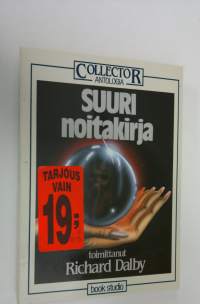 COLLECTOR
ANTOLOGIA
SUURI
noitakirja
TARJOUS
VAIN
19:-
toimittanut
Richard Dalby
book studio